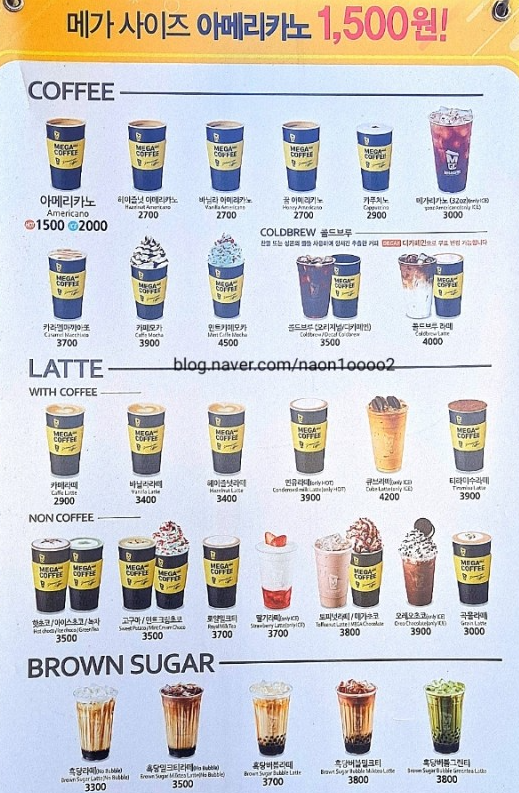 메가 사이즈 아메리카노 1,500원!
COFFEE
아메리카노
Americano
HOT 1500 ICE 2000
헤이즐넛 아메리카노
Hazelnut Americano
2700
바닐라 아메리카노
Vanilla Americano
2700
꿀 아메리카노
Honey Americano
2700
카푸치노
Cappuccino
2900
메가리카노 (32oz)(only ICE)
3000
카라멜마끼아또
Caramel Macchiato
3700
카페모카
Caffe Mocha
3900
민트카페모카
Mint Caffe Mocha
4500
COLDBREW 콜드브루
콜드브루 (오리지널/디카페인)
Coldbrew /Decaf Coldbrew
3500
콜드브루 라떼
Coldbrew Latte
4000
LATTE
blog.naver.com/naon1oooo2
WITH COFFEE
카페라떼
Caffe Latte
2900
바닐라라떼
Vanilla Latte
3400
헤이즐넛라떼
Hazelnut Latte
3400
연유라떼(only HOT)
Condensed milk Latte(only HOT)
3900
큐브라떼(only ICE)
Cube Latte(only ICE)
4200
티라미수라떼
Tiramisu Latte
3900
NON COFFEE
핫초코/아이스초코/녹차
Hot choco/Ice choco/Green Tea
3500
고구마 / 민트크림초코
Sweet Potato/Mint Cream Choco
3500
로얄밀크티
Royal Milk Tea
3700
딸기라떼(only ICE)
Strawberry Latte(only ICE)
3700
토피넛라떼 / 메가초코
Toffeenut Latte / MEGA Chocolate
3800
오레오초코(only ICE)
Oreo Chocolate(only ICE)
3900
곡물라떼
Grain Latte
3000
BROWN SUGAR
흑당라떼(No Bubble)
Brown Sugar Latte(No Bubble)
3300
흑당밀크티라떼(No Bubble)
Brown Sugar Milktea Latte(No Bubble)
3500
흑당버블라떼
Brown Sugar Bubble Latte
3700
흑당버블밀크티
Brown Sugar Bubble Milktea Latte
3800
흑당버블그린티
Brown Sugar Bubble Greentea Latte
3800